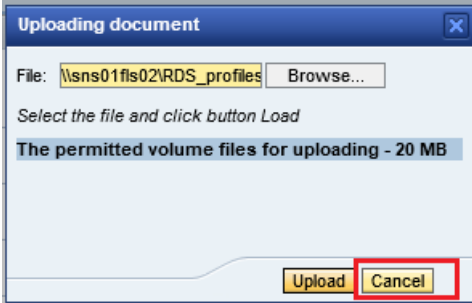 Uploading document
File: \\sns01fls02\RDS_profiles Browse...
Select the file and click button Load
The permitted volume files for uploading - 20 MB
Upload Cancel